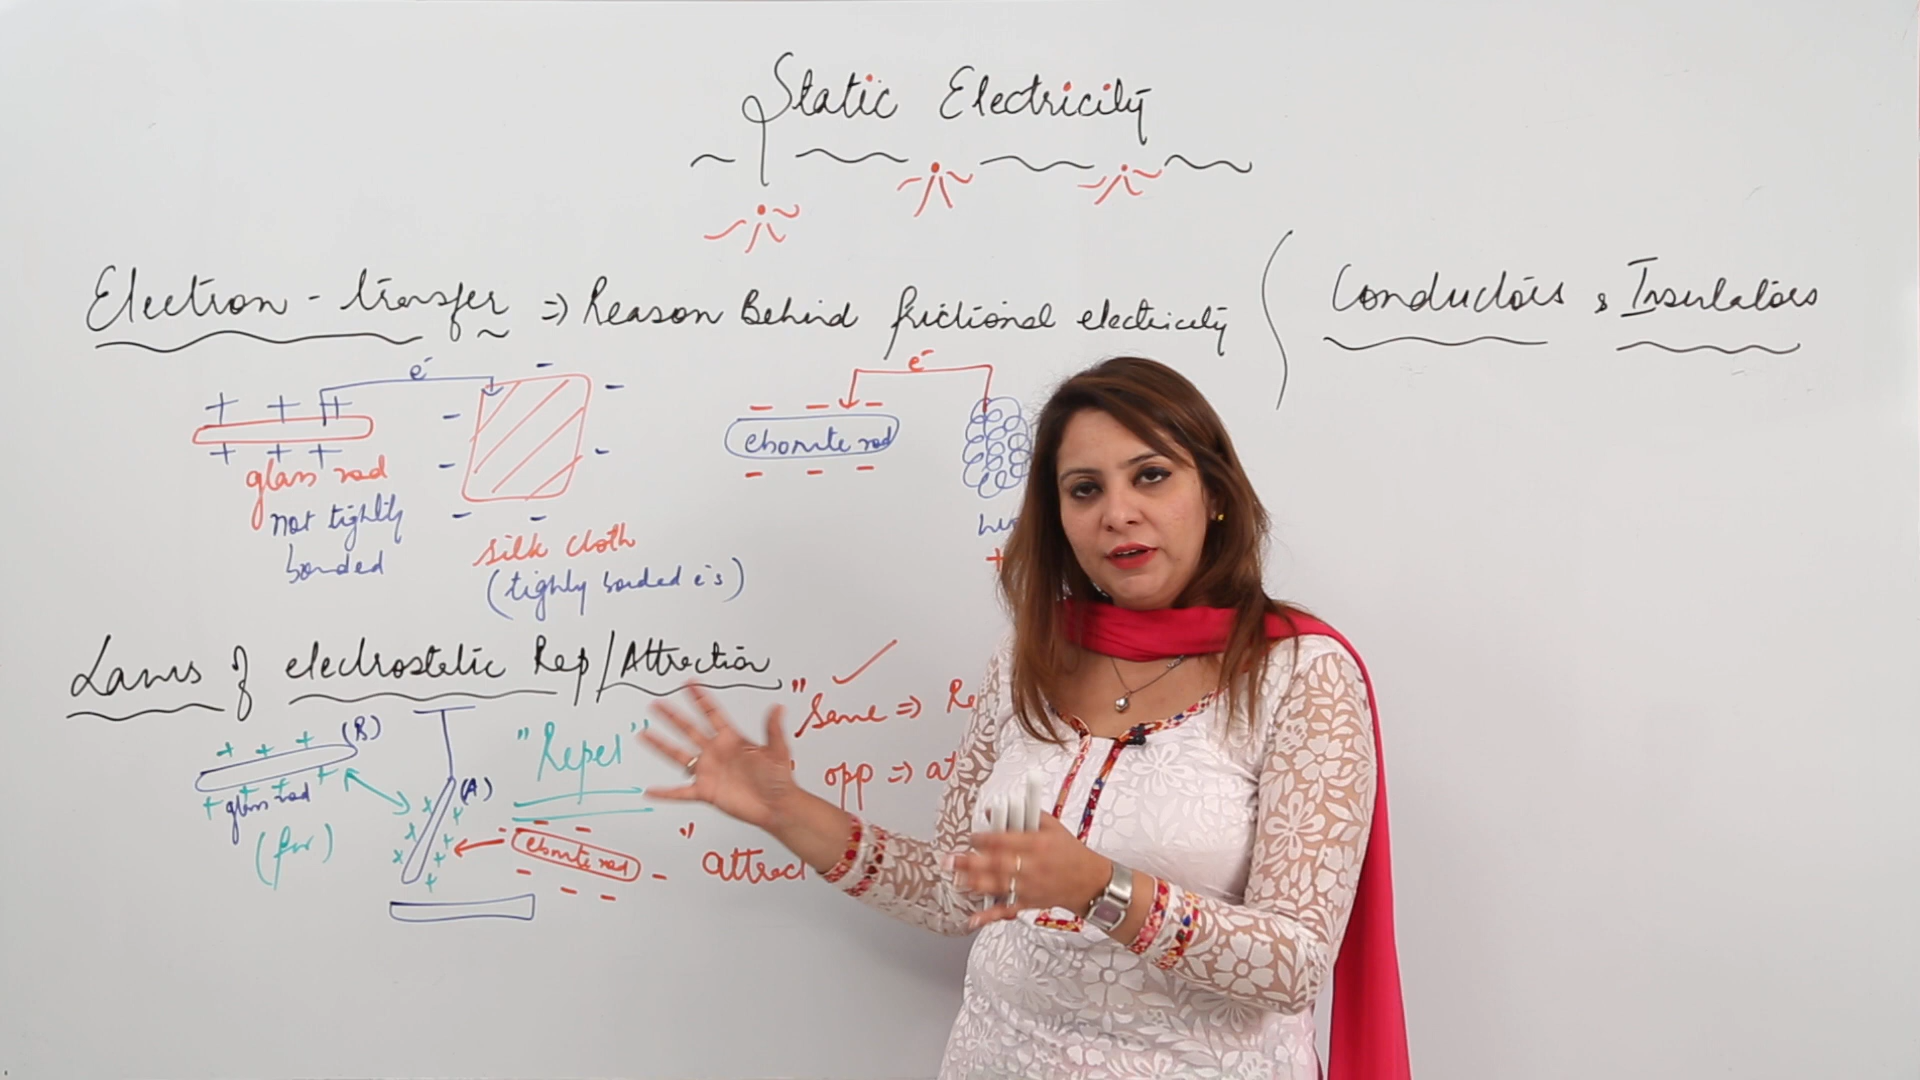 Static Electricity
Electron - transfer => Reason Behind frictional electricity
Conductors & Insulators
e⁻
e⁻
+ + + +
+ + +
glass rod
not tightly
bonded
silk cloth
(tightly bonded e⁻s)
- - -
ebonite rod
- - -
+
Laws of electrostatic Rep/Attraction
+ + + (B)
glass rod
(fur)
(A)
"Repel"
ebonite rod
"attract
"Same =>
opp => at